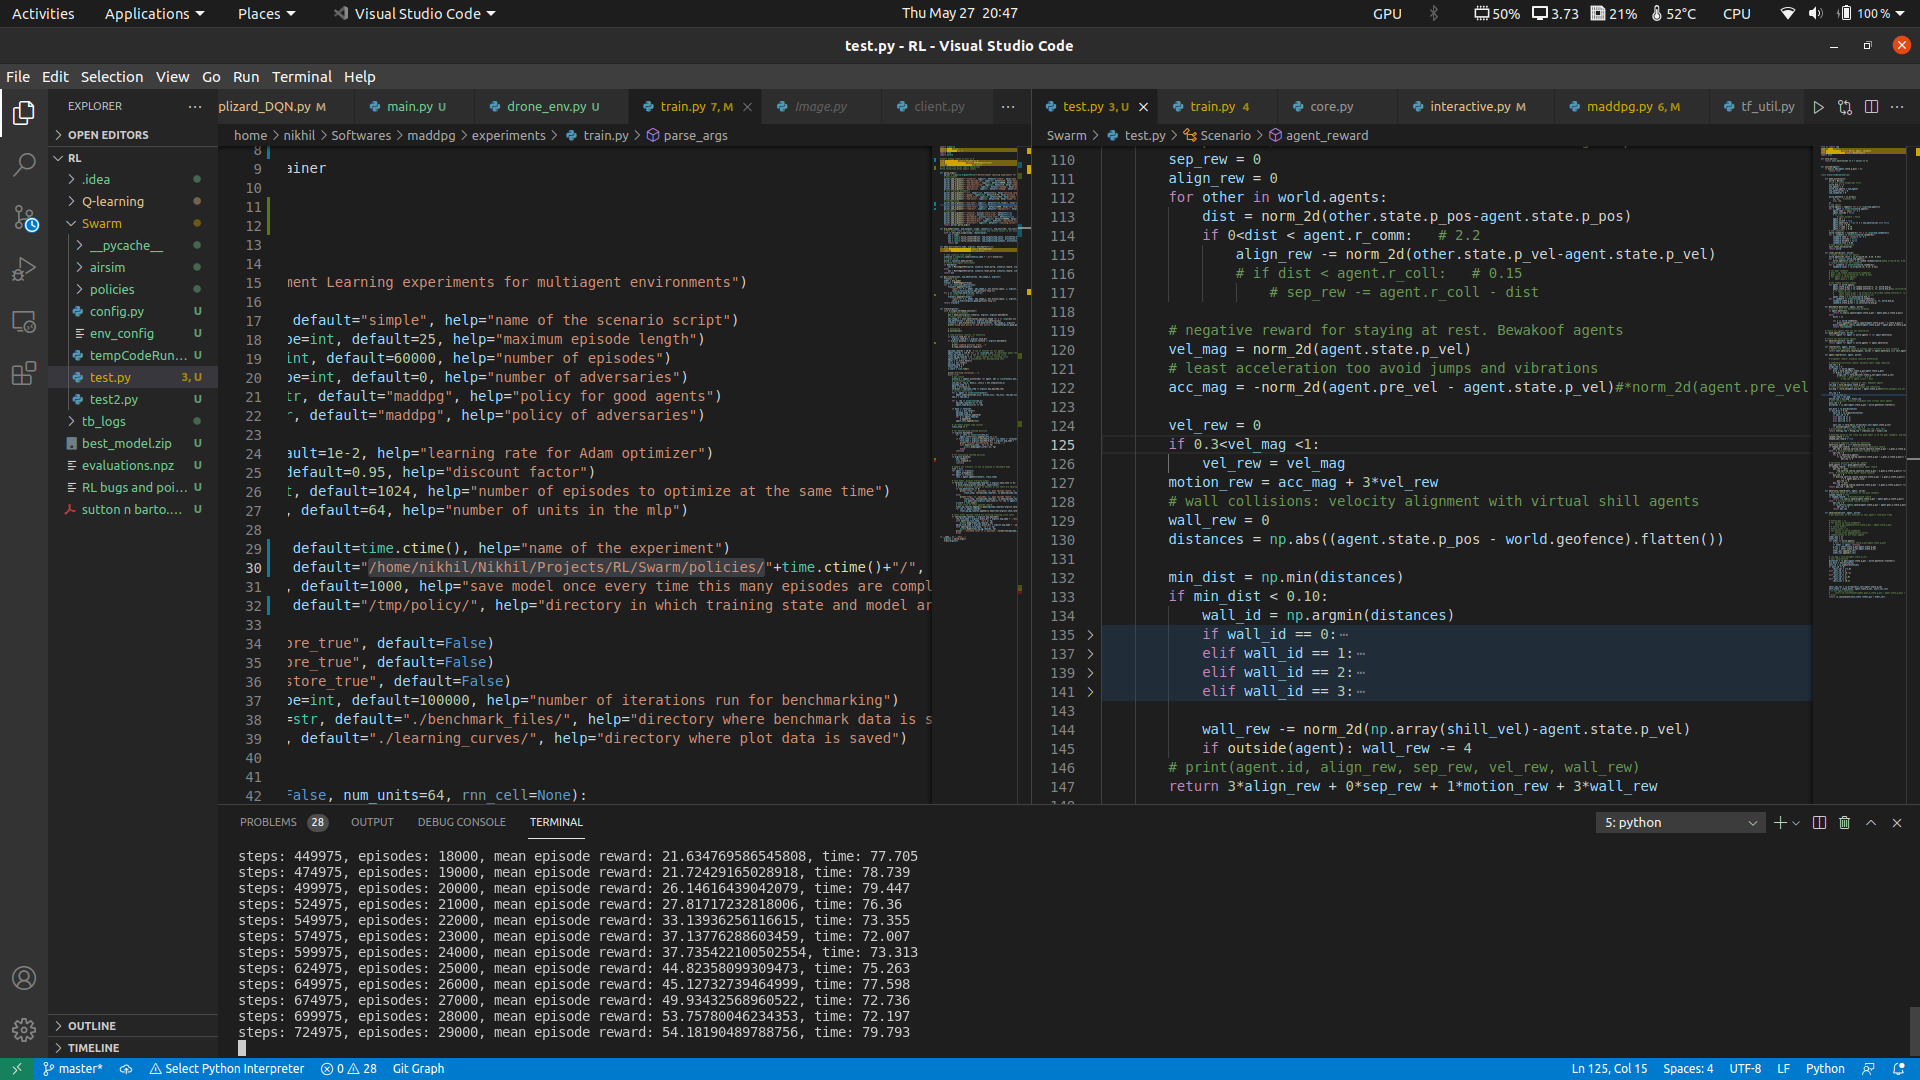 Activities Applications Places Visual Studio Code Thu May 27 20:47 GPU 50% 3.73 21% 52°C CPU 100 %
test.py - RL - Visual Studio Code
File Edit Selection View Go Run Terminal Help
EXPLORER
OPEN EDITORS
RL
.idea
Q-learning
Swarm
__pycache__
airsim
policies
config.py U
env_config U
tempCodeRun... U
test.py 3, U
test2.py U
tb_logs
best_model.zip U
evaluations.npz U
RL bugs and poi... U
sutton n barto.... U
OUTLINE
TIMELINE
plizard_DQN.py M main.py U drone_env.py U train.py 7, M Image.py client.py
home > nikhil > Softwares > maddpg > experiments > train.py > parse_args
8
9 ainer
10
11
12
13
14
15 ment Learning experiments for multiagent environments")
16
17 default="simple", help="name of the scenario script")
18 pe=int, default=25, help="maximum episode length")
19 int, default=60000, help="number of episodes")
20 pe=int, default=0, help="number of adversaries")
21 tr, default="maddpg", help="policy for good agents")
22 r, default="maddpg", help="policy of adversaries")
23
24 ault=1e-2, help="learning rate for Adam optimizer")
25 default=0.95, help="discount factor")
26 t, default=1024, help="number of episodes to optimize at the same time")
27 , default=64, help="number of units in the mlp")
28
29 default=time.ctime(), help="name of the experiment")
30 default="/home/nikhil/Nikhil/Projects/RL/Swarm/policies/"+time.ctime()+"/",
31 , default=1000, help="save model once every time this many episodes are compl
32 default="/tmp/policy/", help="directory in which training state and model ar
33
34 ore_true", default=False)
35 ore_true", default=False)
36 store_true", default=False)
37 pe=int, default=100000, help="number of iterations run for benchmarking")
38 =str, default="./benchmark_files/", help="directory where benchmark data is s
39 , default="./learning_curves/", help="directory where plot data is saved")
40
41
42 False, num_units=64, rnn_cell=None):
test.py 3, U train.py 4 core.py interactive.py M maddpg.py 6, M tf_util.py
Swarm > test.py > Scenario > agent_reward
110 sep_rew = 0
111 align_rew = 0
112 for other in world.agents:
113 dist = norm_2d(other.state.p_pos-agent.state.p_pos)
114 if 0<dist < agent.r_comm: # 2.2
115 align_rew -= norm_2d(other.state.p_vel-agent.state.p_vel)
116 # if dist < agent.r_coll: # 0.15
117 # sep_rew -= agent.r_coll - dist
118
119 # negative reward for staying at rest. Bewakoof agents
120 vel_mag = norm_2d(agent.state.p_vel)
121 # least acceleration too avoid jumps and vibrations
122 acc_mag = -norm_2d(agent.pre_vel - agent.state.p_vel)#*norm_2d(agent.pre_vel
123
124 vel_rew = 0
125 if 0.3<vel_mag <1:
126 vel_rew = vel_mag
127 motion_rew = acc_mag + 3*vel_rew
128 # wall collisions: velocity alignment with virtual shill agents
129 wall_rew = 0
130 distances = np.abs((agent.state.p_pos - world.geofence).flatten())
131
132 min_dist = np.min(distances)
133 if min_dist < 0.10:
134 wall_id = np.argmin(distances)
135 if wall_id == 0:⋯
137 elif wall_id == 1:⋯
139 elif wall_id == 2:⋯
141 elif wall_id == 3:⋯
143
144 wall_rew -= norm_2d(np.array(shill_vel)-agent.state.p_vel)
145 if outside(agent): wall_rew -= 4
146 # print(agent.id, align_rew, sep_rew, vel_rew, wall_rew)
147 return 3*align_rew + 0*sep_rew + 1*motion_rew + 3*wall_rew
PROBLEMS 28 OUTPUT DEBUG CONSOLE TERMINAL 5: python
steps: 449975, episodes: 18000, mean episode reward: 21.634769586545808, time: 77.705
steps: 474975, episodes: 19000, mean episode reward: 21.72429165028918, time: 78.739
steps: 499975, episodes: 20000, mean episode reward: 26.14616439042079, time: 79.447
steps: 524975, episodes: 21000, mean episode reward: 27.81717232818006, time: 76.36
steps: 549975, episodes: 22000, mean episode reward: 33.13936256116615, time: 73.355
steps: 574975, episodes: 23000, mean episode reward: 37.13776288603459, time: 72.007
steps: 599975, episodes: 24000, mean episode reward: 37.735422100502554, time: 73.313
steps: 624975, episodes: 25000, mean episode reward: 44.82358099309473, time: 75.263
steps: 649975, episodes: 26000, mean episode reward: 45.12732739464999, time: 77.598
steps: 674975, episodes: 27000, mean episode reward: 49.93432568960522, time: 72.736
steps: 699975, episodes: 28000, mean episode reward: 53.75780046234353, time: 72.197
steps: 724975, episodes: 29000, mean episode reward: 54.18190489788756, time: 79.793
master* Select Python Interpreter 0 28 Git Graph Ln 125, Col 15 Spaces: 4 UTF-8 LF Python